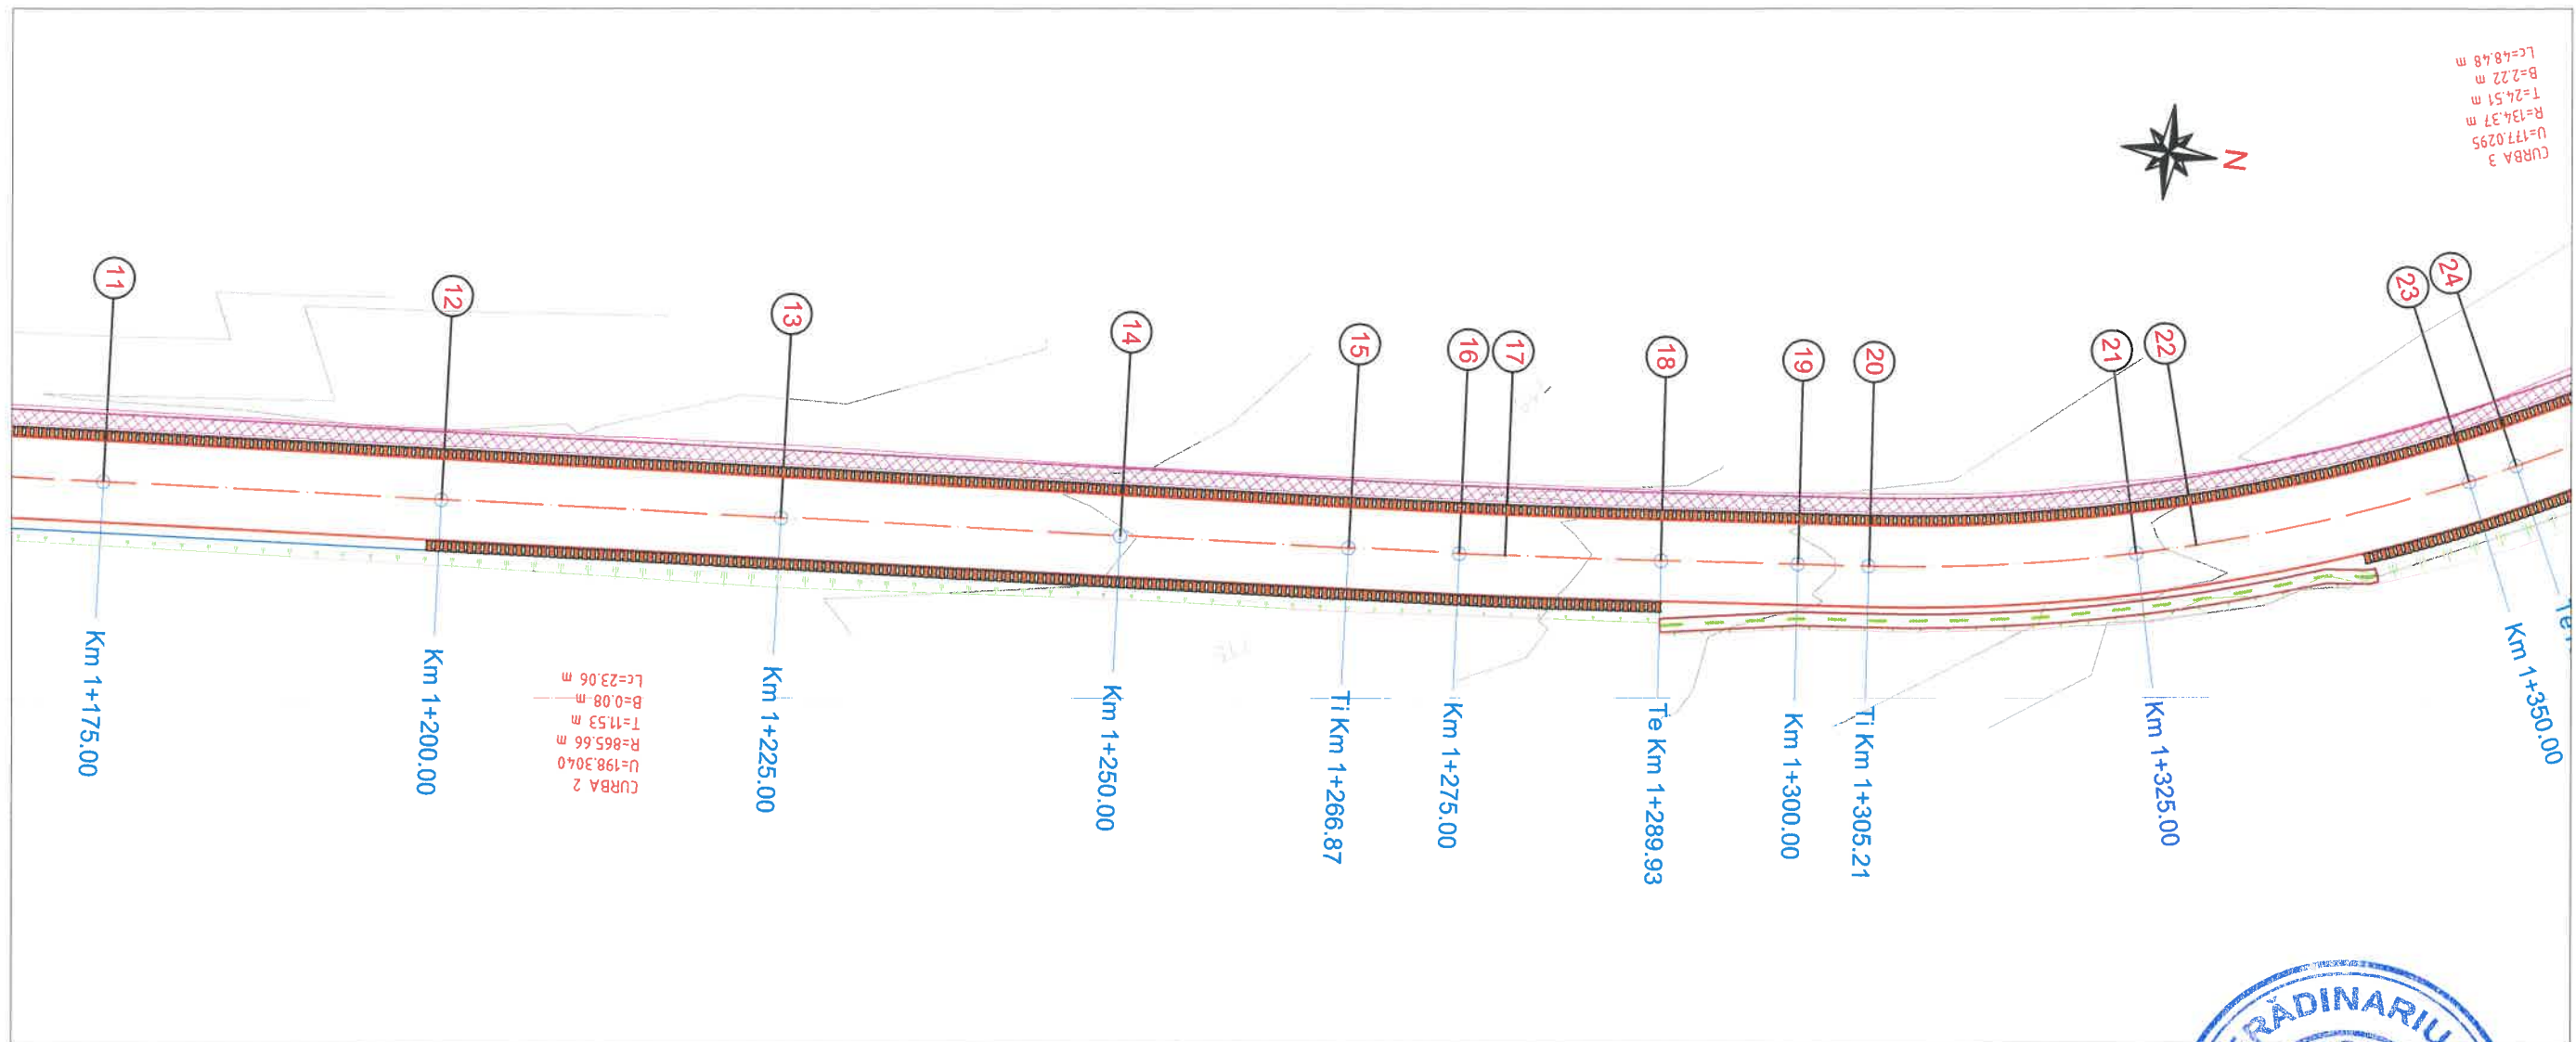 CURBA 3
U=177.0295
R=134.37 m
T=24.51 m
B=2.22 m
Lc=48.48 m
N
11
12
13
14
15
16
17
18
19
20
21
22
23
24
Km 1+175.00
Km 1+200.00
Km 1+225.00
Km 1+250.00
Ti Km 1+266.87
Km 1+275.00
Te Km 1+289.93
Km 1+300.00
Ti Km 1+305.21
Km 1+325.00
Km 1+350.00
Te
CURBA 2
U=198.3040
R=865.66 m
T=11.53 m
B=0.08 m
Lc=23.06 m
RĂDINARIU